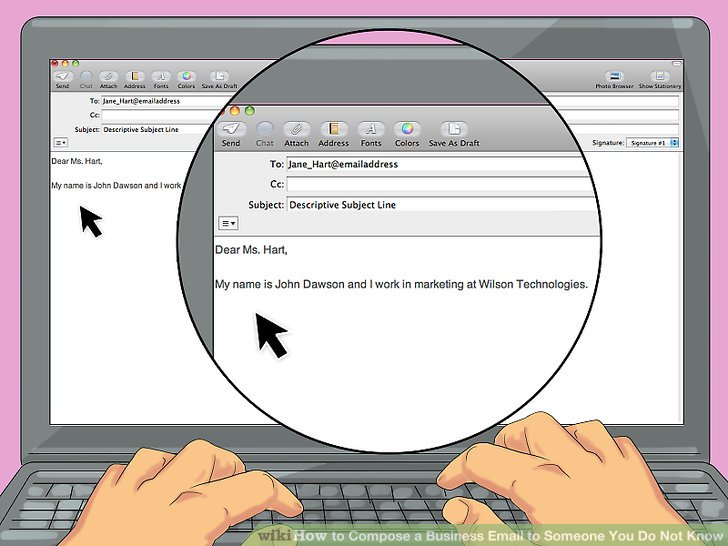 Send Chat Attach Address Fonts Colors Save As Draft Photo Browser Show Stationery
To: Jane_Hart@emailaddress
Cc:
Subject: Descriptive Subject Line
Signature: Signature #1
Dear Ms. Hart,
My name is John Dawson and I work
Send Chat Attach Address Fonts Colors Save As Draft
To: Jane_Hart@emailaddress
Cc:
Subject: Descriptive Subject Line
Dear Ms. Hart,
My name is John Dawson and I work in marketing at Wilson Technologies.
wikiHow to Compose a Business Email to Someone You Do Not Know